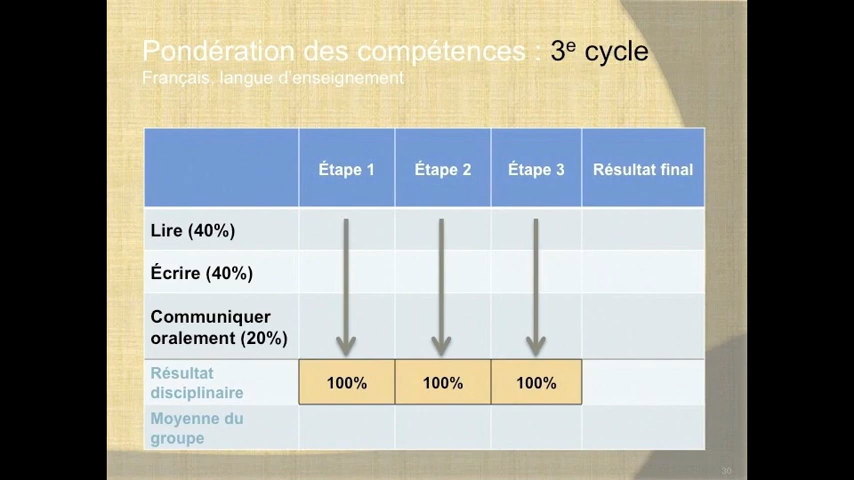 Pondération des compétences : 3e cycle
Français, langue d'enseignement
Étape 1 Étape 2 Étape 3 Résultat final
Lire (40%)
Écrire (40%)
Communiquer
oralement (20%)
Résultat
disciplinaire
100% 100% 100%
Moyenne du
groupe
30